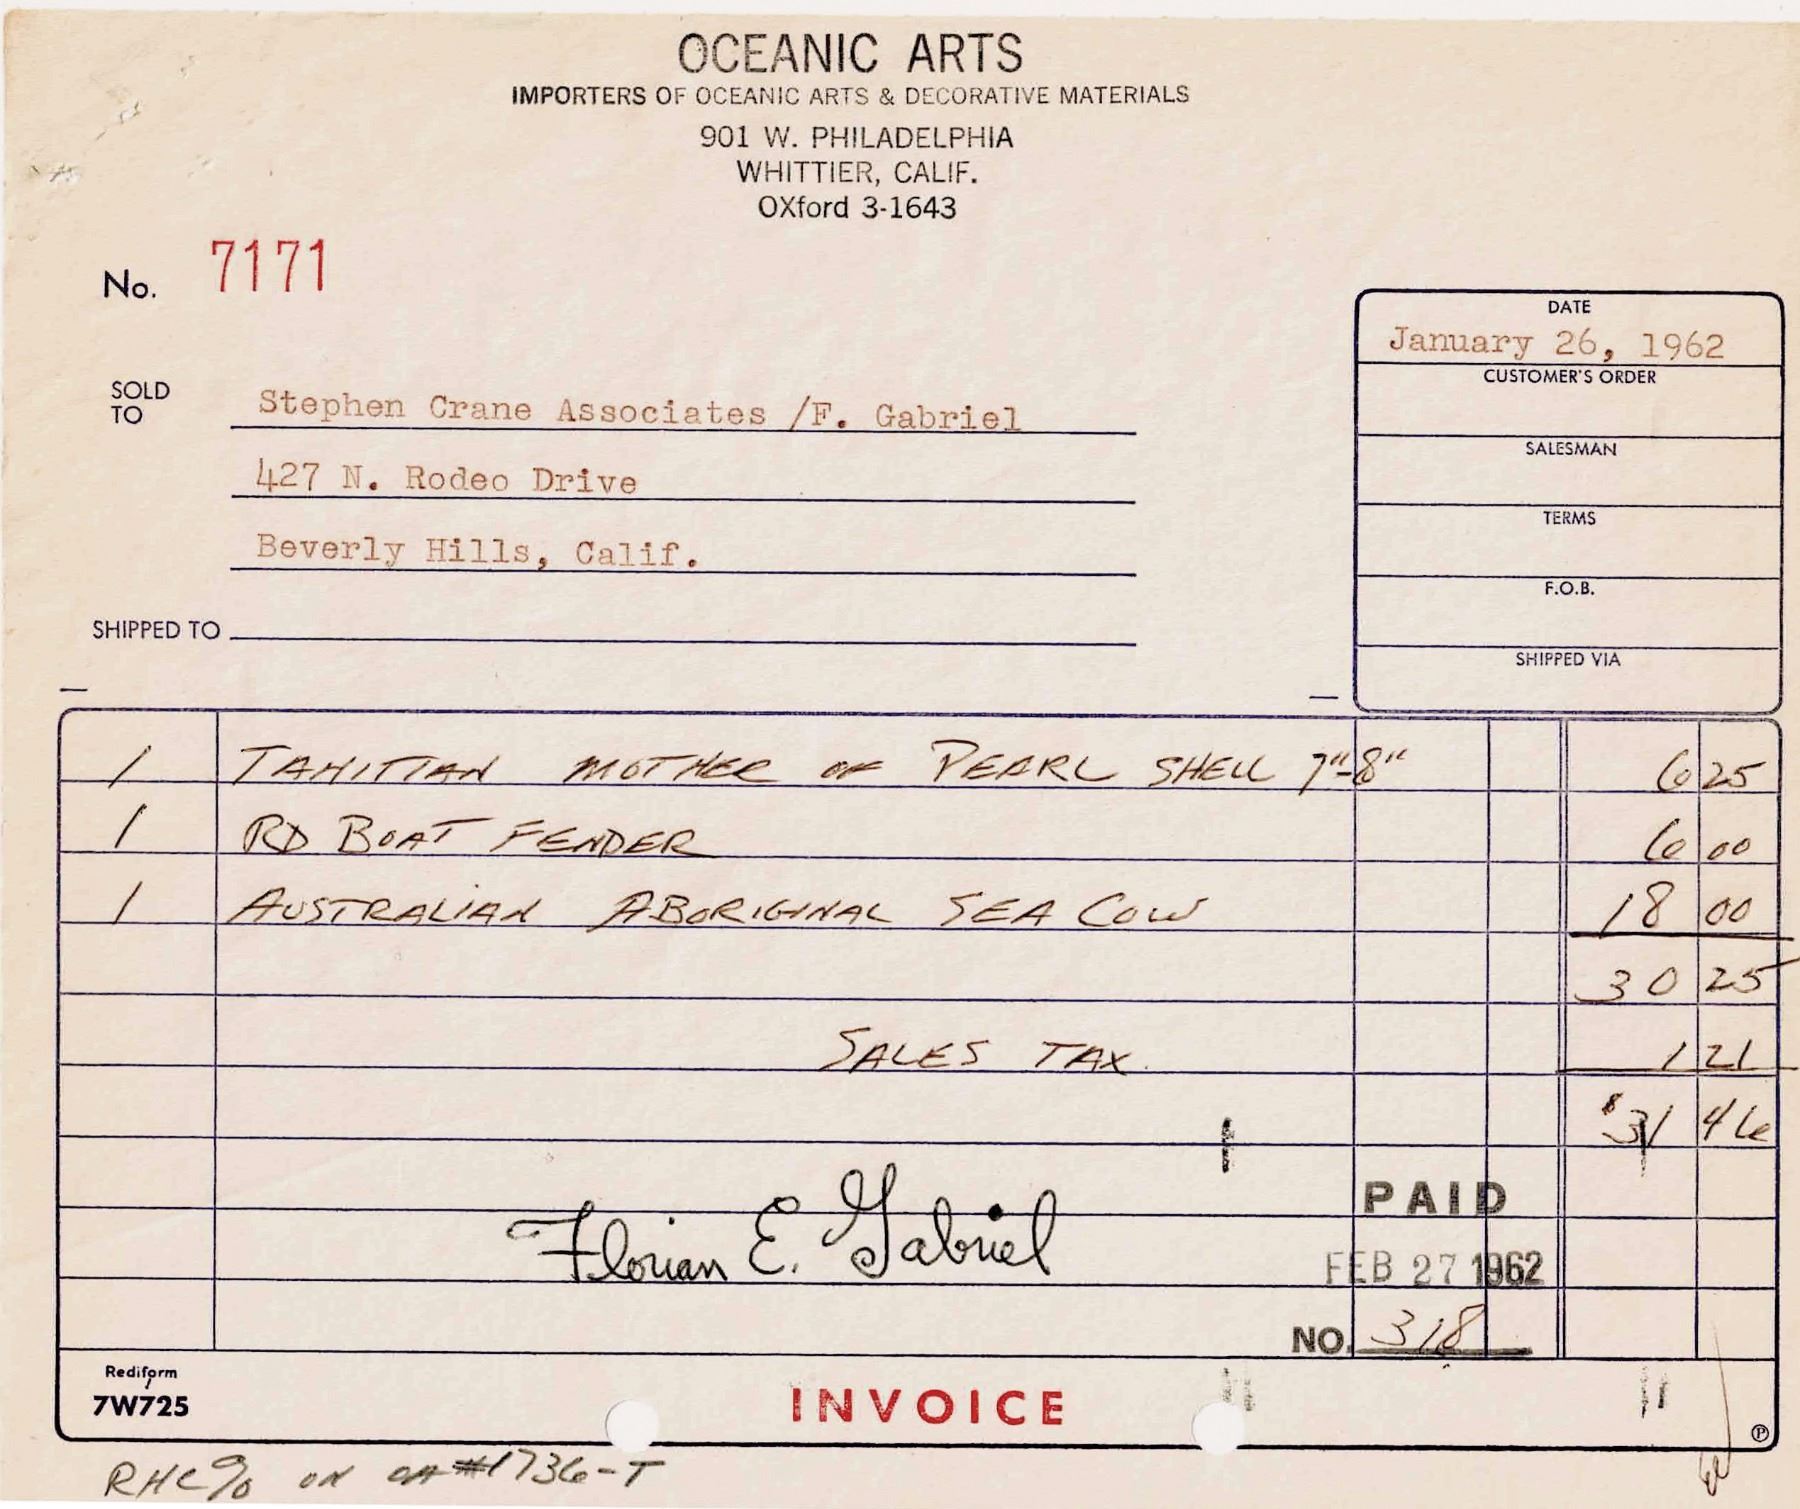 OCEANIC ARTS
IMPORTERS OF OCEANIC ARTS & DECORATIVE MATERIALS
901 W. PHILADELPHIA
WHITTIER, CALIF.
OXford 3-1643
No. 7171
DATE
January 26, 1962
CUSTOMER'S ORDER
SALESMAN
TERMS
F.O.B.
SHIPPED VIA
SOLD TO Stephen Crane Associates /F. Gabriel
427 N. Rodeo Drive
Beverly Hills, Calif.
SHIPPED TO
1 TAHITIAN MOTHER OF PEARL SHELL 7"-8" 6 25
1 RD BOAT FENDER 6 00
1 AUSTRALIAN ABORIGINAL SEA COW 18 00
30 25
SALES TAX 1 21
$31 46
Florian E. Gabriel
PAID
FEB 27 1962
NO. 318
Rediform
7W725
INVOICE
RHC % ON #1736-T